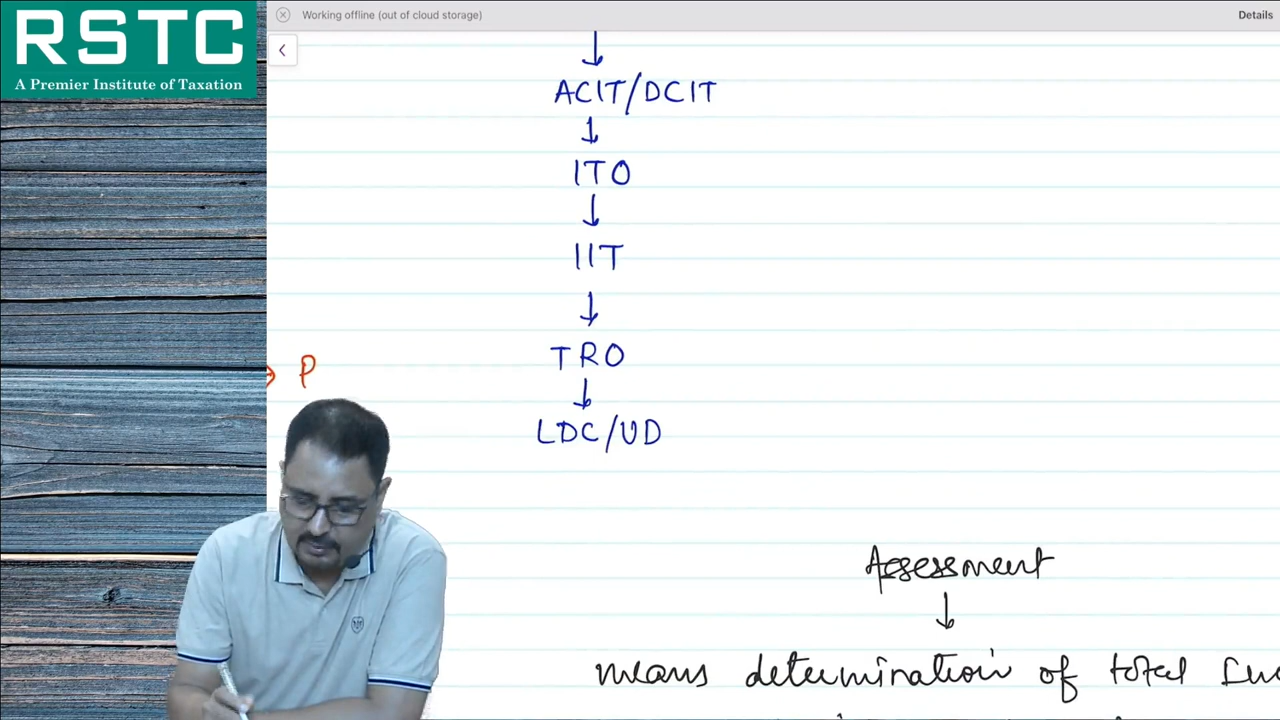 RSTC
A Premier Institute of Taxation
Working offline (out of cloud storage)
Details
ACIT/DCIT
ITO
IIT
TRO
P
LDC/UD
Assessment
means determination of total